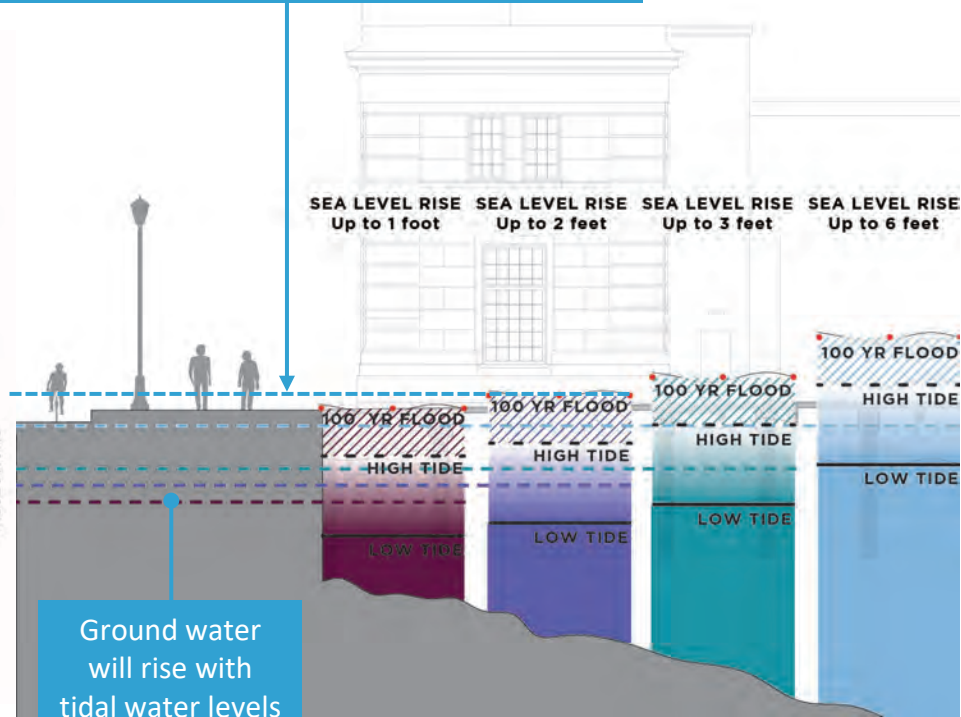 SEA LEVEL RISE
Up to 1 foot
SEA LEVEL RISE
Up to 2 feet
SEA LEVEL RISE
Up to 3 feet
SEA LEVEL RISE
Up to 6 feet
100 YR FLOOD
HIGH TIDE
LOW TIDE
100 YR FLOOD
HIGH TIDE
LOW TIDE
100 YR FLOOD
HIGH TIDE
LOW TIDE
100 YR FLOOD
HIGH TIDE
LOW TIDE
Ground water
will rise with
tidal water levels